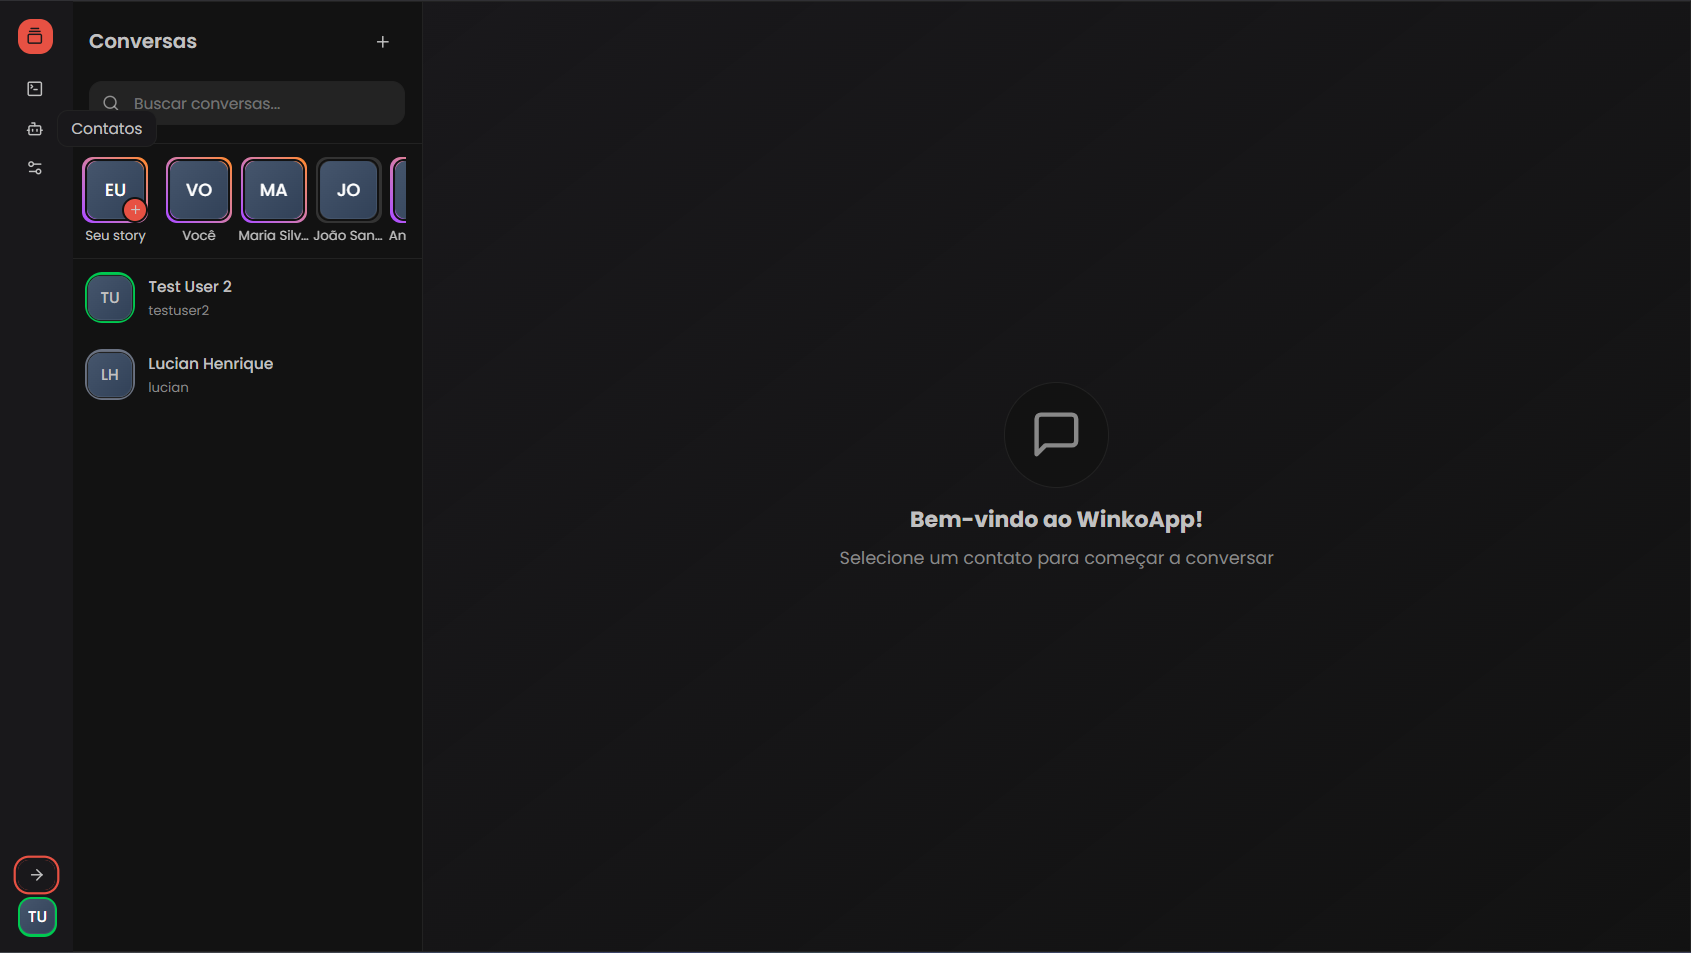 Conversas
Buscar conversas...
Contatos
EU
VO
MA
JO
Seu story
Você
Maria Silv...
João San...
An
TU
Test User 2
testuser2
LH
Lucian Henrique
lucian
Bem-vindo ao WinkoApp!
Selecione um contato para começar a conversar
TU